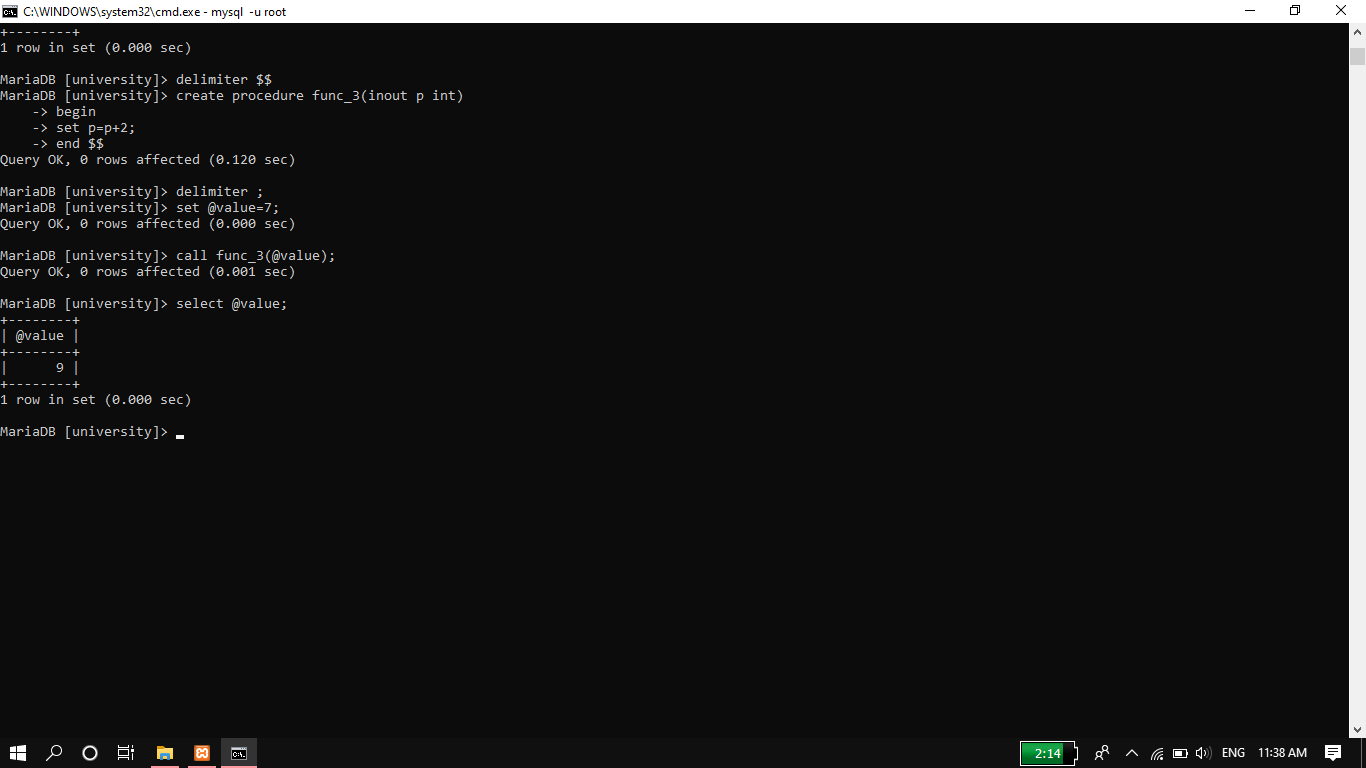 C:\WINDOWS\system32\cmd.exe - mysql  -u root
+--------+
1 row in set (0.000 sec)
MariaDB [university]> delimiter $$
MariaDB [university]> create procedure func_3(inout p int)
    -> begin
    -> set p=p+2;
    -> end $$
Query OK, 0 rows affected (0.120 sec)
MariaDB [university]> delimiter ;
MariaDB [university]> set @value=7;
Query OK, 0 rows affected (0.000 sec)
MariaDB [university]> call func_3(@value);
Query OK, 0 rows affected (0.001 sec)
MariaDB [university]> select @value;
+--------+
| @value |
+--------+
|      9 |
+--------+
1 row in set (0.000 sec)
MariaDB [university]>
2:14 ENG 11:38 AM